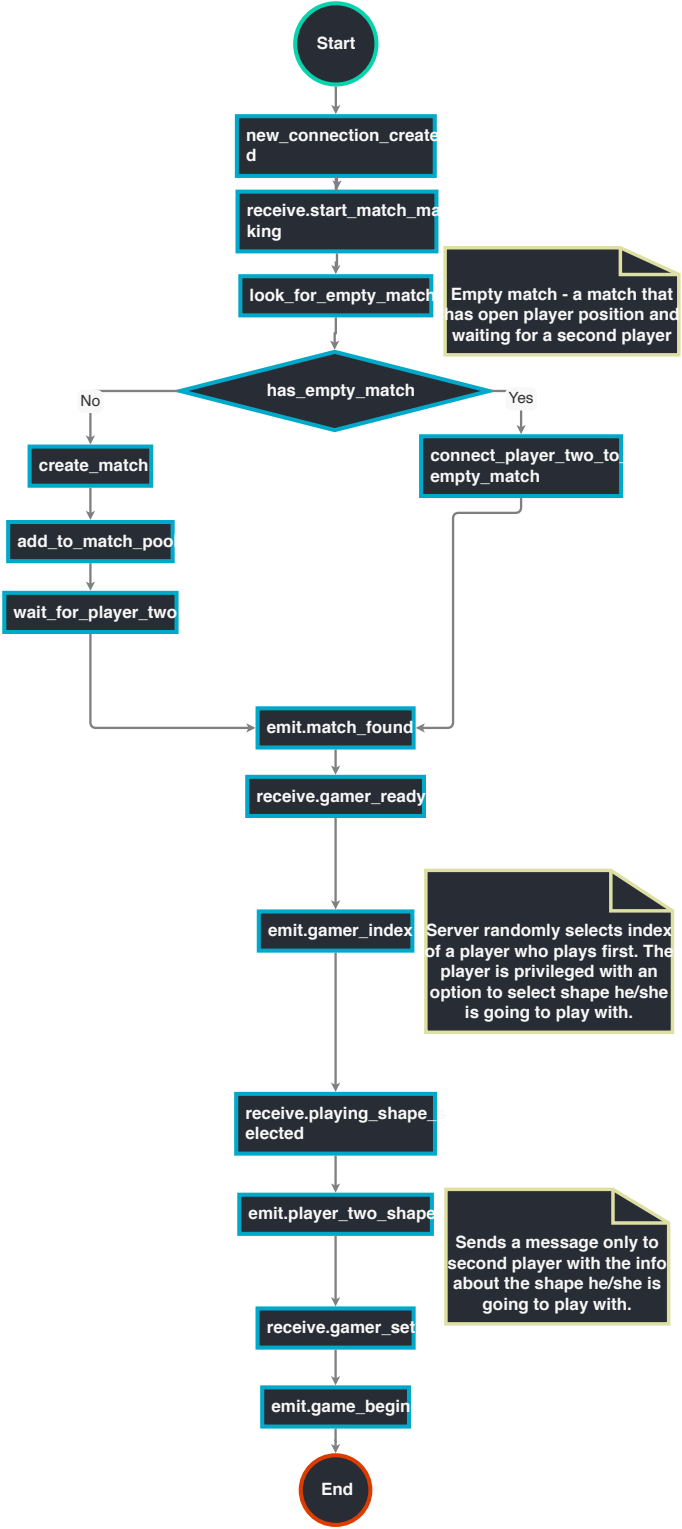 Start
new_connection_create
d
receive.start_match_ma
king
look_for_empty_match
Empty match - a match that
has open player position and
waiting for a second player
has_empty_match
No
Yes
create_match
connect_player_two_to_
empty_match
add_to_match_poo
wait_for_player_two
emit.match_found
receive.gamer_ready
emit.gamer_index
Server randomly selects index
of a player who plays first. The
player is privileged with an
option to select shape he/she
is going to play with.
receive.playing_shape_
elected
emit.player_two_shape
Sends a message only to
second player with the info
about the shape he/she is
going to play with.
receive.gamer_set
emit.game_begin
End